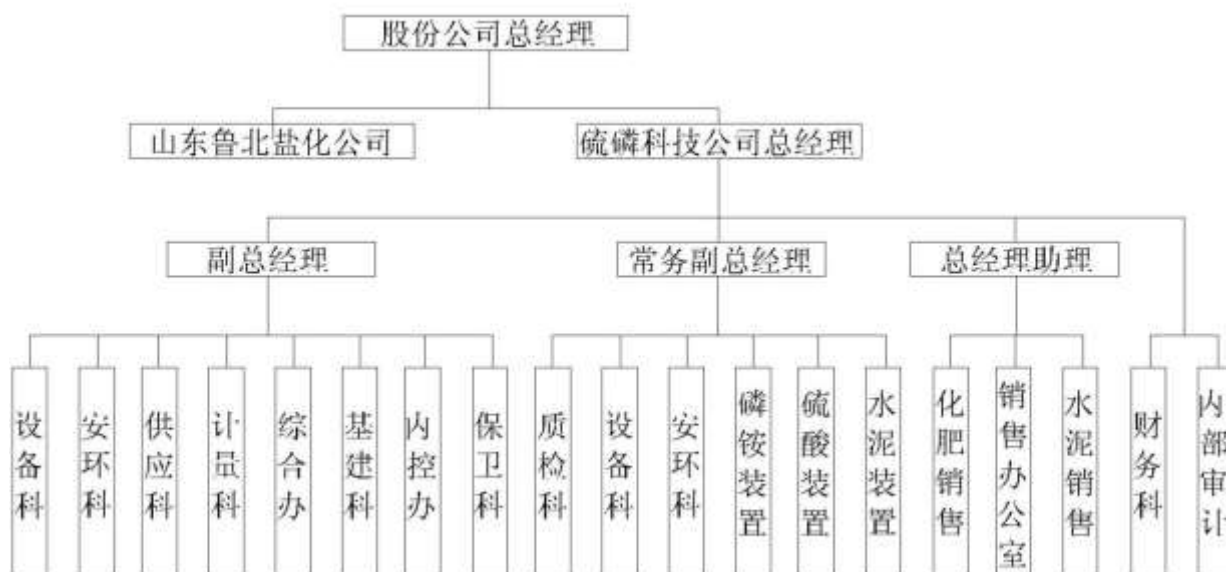 股份公司总经理
山东鲁北盐化公司
硫磷科技公司总经理
副总经理
常务副总经理
总经理助理
设备科
安环科
供应科
计量科
综合办
基建科
内控办
保卫科
质检科
设备科
安环科
磷铵装置
硫酸装置
水泥装置
化肥销售
销售办公室
水泥销售
财务科
内部审计